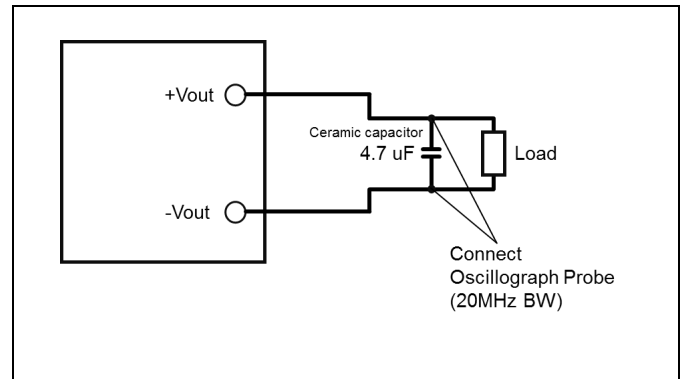 +Vout
Ceramic capacitor
4.7 uF
Load
-Vout
Connect
Oscillograph Probe
(20MHz BW)